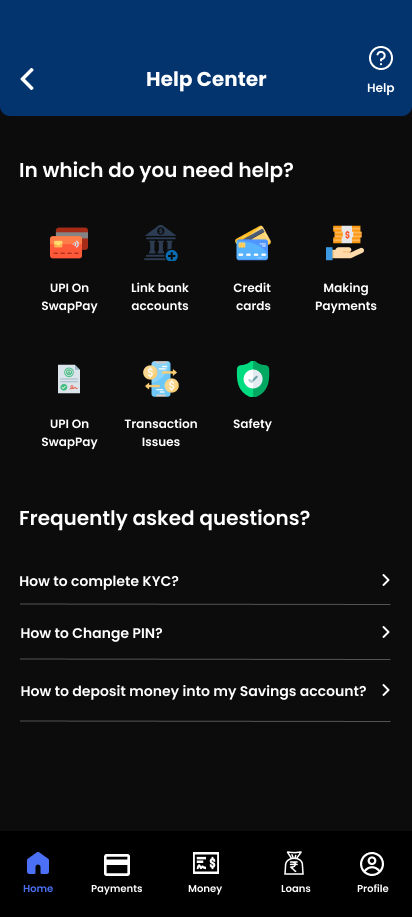 Help Center
Help
In which do you need help?
UPI On
SwapPay
Link bank
accounts
Credit
cards
Making
Payments
UPI On
SwapPay
Transaction
Issues
Safety
Frequently asked questions?
How to complete KYC?
How to Change PIN?
How to deposit money into my Savings account?
Home
Payments
Money
Loans
Profile